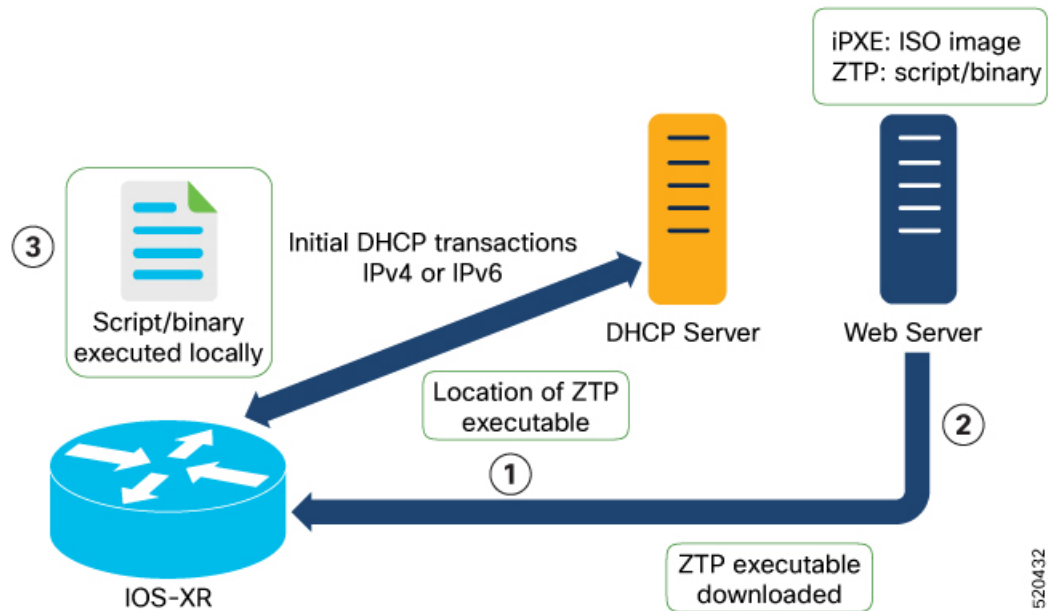 iPXE: ISO image
ZTP: script/binary
3
Script/binary
executed locally
Initial DHCP transactions
IPv4 or IPv6
DHCP Server
Web Server
Location of ZTP
executable
1
2
IOS-XR
ZTP executable
downloaded
520432